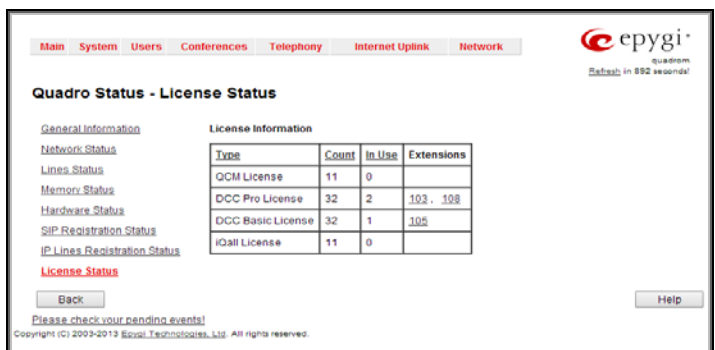 Main System Users Conferences Telephony Internet Uplink Network
epygi
quadrom
Refresh in 892 seconds!
Quadro Status - License Status
General Information
Network Status
Lines Status
Memory Status
Hardware Status
SIP Registration Status
IP Lines Registration Status
License Status
License Information
Type Count In Use Extensions
QCM License 11 0
DCC Pro License 32 2 103 , 108
DCC Basic License 32 1 105
iQall License 11 0
Back
Help
Please check your pending events!
Copyright (C) 2003-2013 Epygi Technologies, Ltd. All rights reserved.